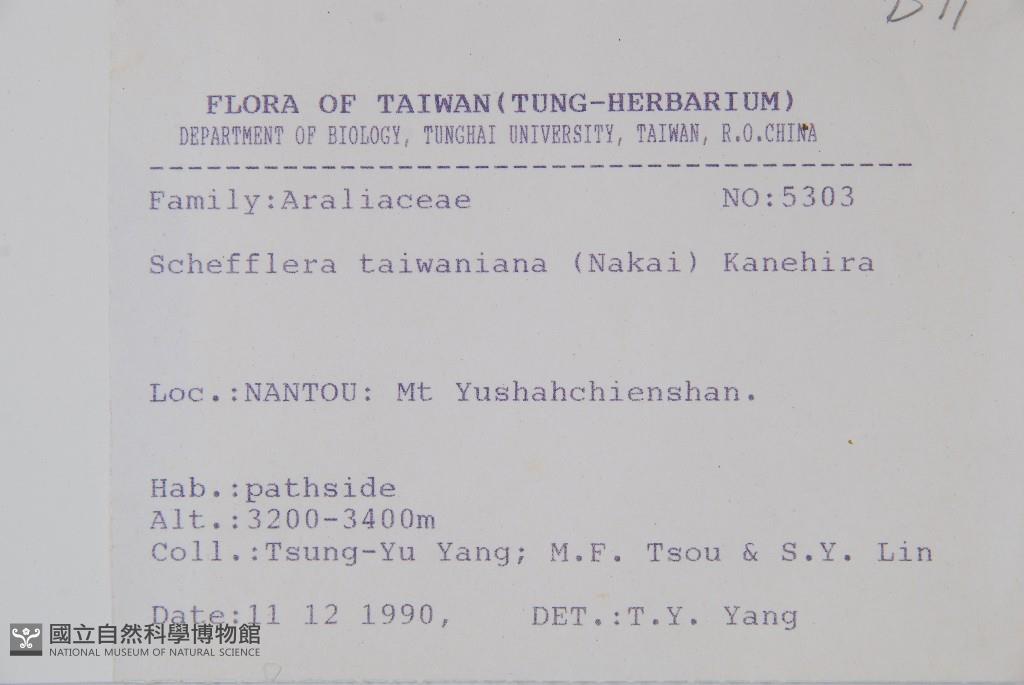 FLORA OF TAIWAN(TUNG-HERBARIUM)
DEPARTMENT OF BIOLOGY, TUNGHAI UNIVERSITY, TAIWAN, R.O.CHINA
Family:Araliaceae NO:5303
Schefflera taiwaniana (Nakai) Kanehira
Loc.:NANTOU: Mt Yushahchienshan.
Hab.:pathside
Alt.:3200-3400m
Coll.:Tsung-Yu Yang; M.F. Tsou & S.Y. Lin
Date:11 12 1990, DET.:T.Y. Yang
國立自然科學博物館
NATIONAL MUSEUM OF NATURAL SCIENCE